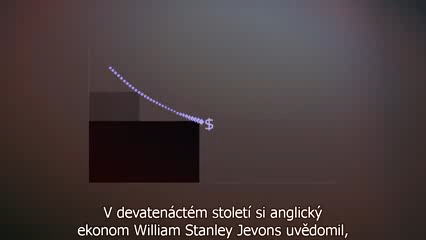 $
V devatenáctém století si anglický
ekonom William Stanley Jevons uvědomil,